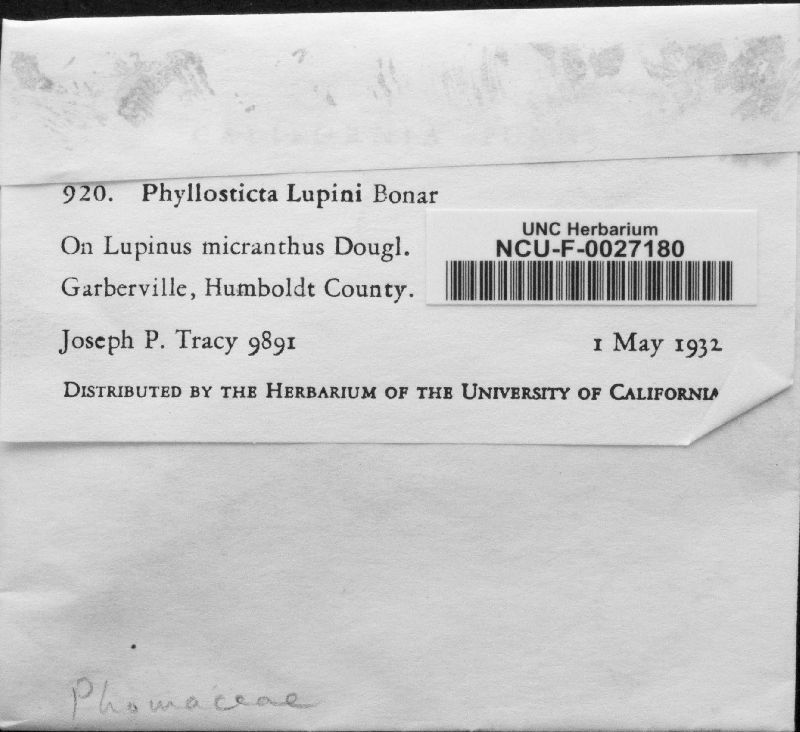 920. Phyllosticta Lupini Bonar
UNC Herbarium
NCU-F-0027180
On Lupinus micranthus Dougl.
Garberville, Humboldt County.
Joseph P. Tracy 9891 1 May 1932
DISTRIBUTED BY THE HERBARIUM OF THE UNIVERSITY OF CALIFORNIA
Phomaceae